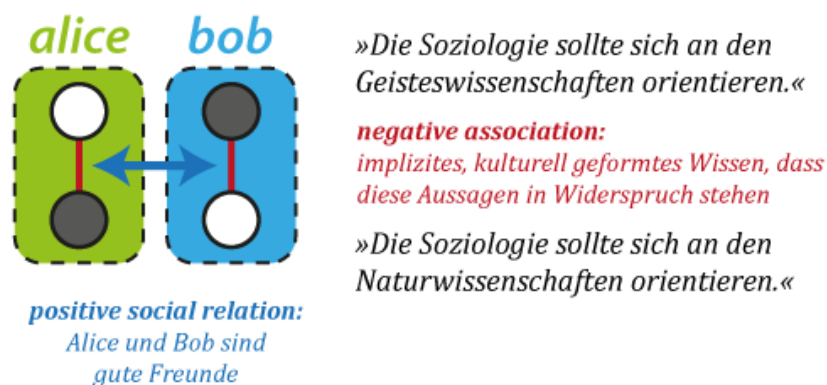 alice bob
»Die Soziologie sollte sich an den
Geisteswissenschaften orientieren.«
negative association:
implizites, kulturell geformtes Wissen, dass
diese Aussagen in Widerspruch stehen
»Die Soziologie sollte sich an den
Naturwissenschaften orientieren.«
positive social relation:
Alice und Bob sind
gute Freunde